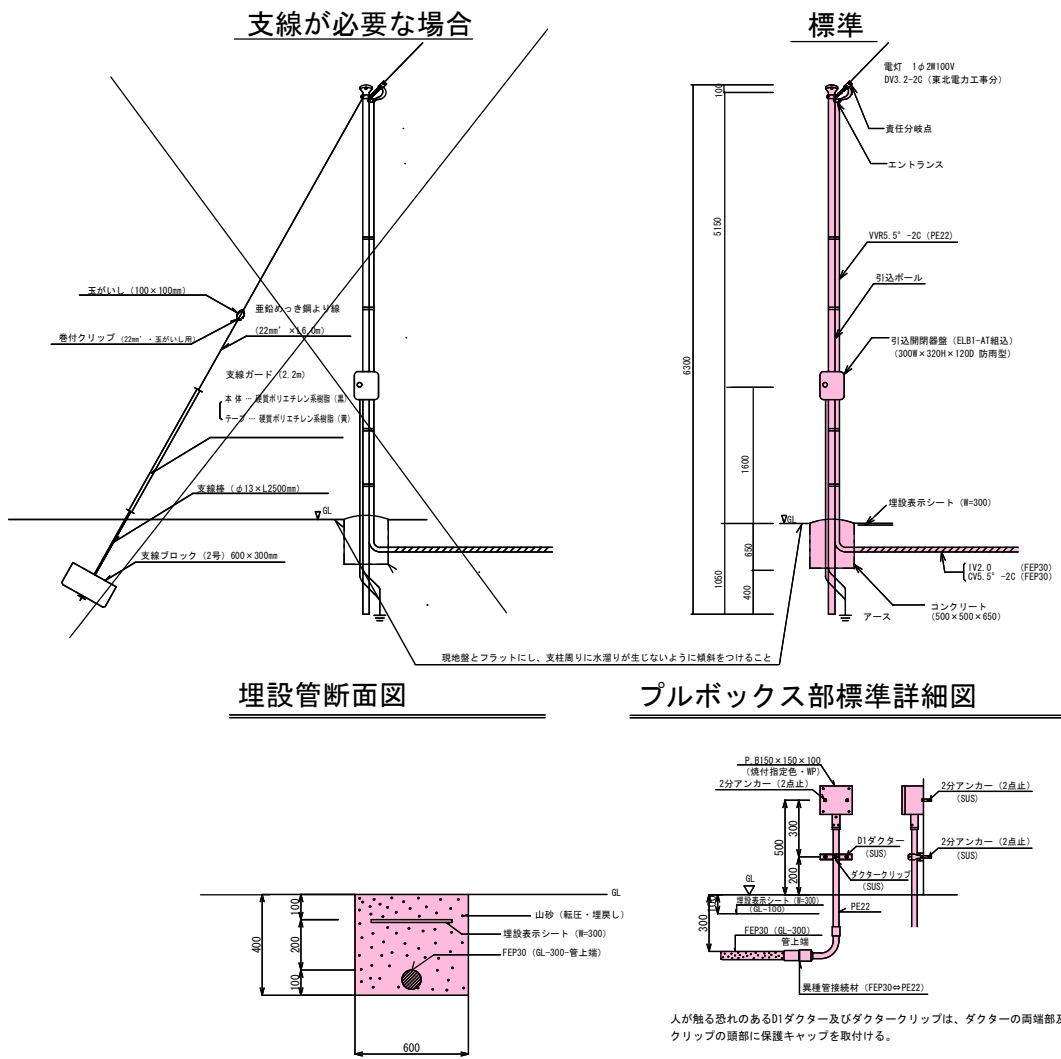 支線が必要な場合
玉がいし (100×100mm)
巻付クリップ (22mm゜・玉がいし用)
亜鉛めっき鋼より線
(22mm゜×L6.0m)
支線ガード (2.2m)
本 体 … 硬質ポリエチレン系樹脂 (黒)
テープ … 硬質ポリエチレン系樹脂 (黄)
支線棒 (φ13×L2500mm)
GL
支線ブロック (2号) 600×300mm
標準
電灯 1φ2W100V
DV3.2-2C (東北電力工事分)
責任分岐点
エントランス
VVR5.5°-2C (PE22)
引込ポール
引込開閉器盤 (ELB1-AT組込)
(300W×320H×120D 防雨型)
埋設表示シート (W=300)
GL
IV2.0 (FEP30)
CV5.5°-2C (FEP30)
コンクリート
(500×500×650)
アース
100
5150
6300
1600
650
1050
400
現地盤とフラットにし、支柱周りに水溜りが生じないように傾斜をつけること
埋設管断面図
GL
100
200
100
400
600
山砂 (転圧・埋戻し)
埋設表示シート (W=300)
FEP30 (GL-300-管上端)
プルボックス部標準詳細図
P.B150×150×100
(焼付指定色・WP)
2分アンカー (2点止)
2分アンカー (2点止)
(SUS)
D1ダクター
(SUS)
2分アンカー (2点止)
(SUS)
ダクタークリップ
(SUS)
500
300
200
GL
100
300
埋設表示シート (W=300)
(GL-100)
PE22
FEP30 (GL-300)
管上端
異種管接続材 (FEP30⇔PE22)
人が触る恐れのあるD1ダクター及びダクタークリップは、ダクターの両端部及
クリップの頭部に保護キャップを取付ける。